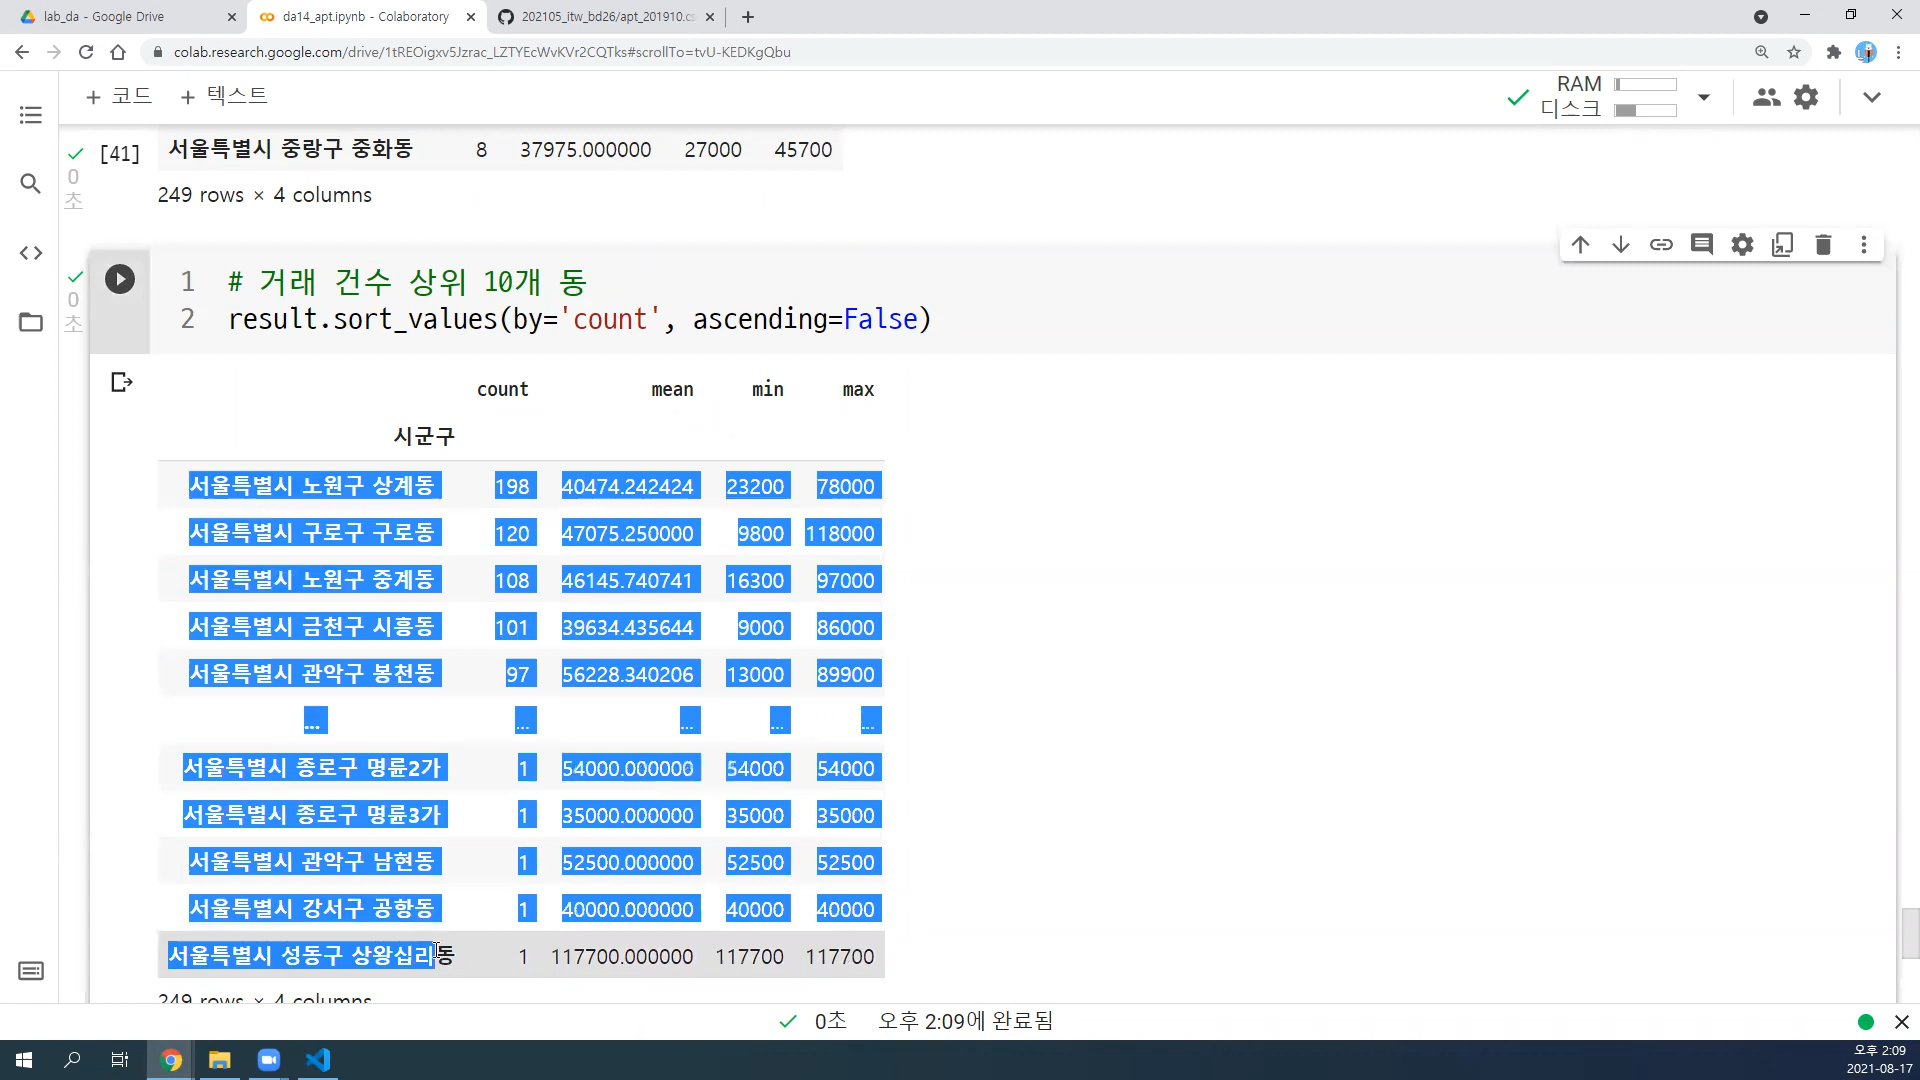 lab_da - Google Drive
da14_apt.ipynb - Colaboratory
202105_itw_bd26/apt_201910.cs
colab.research.google.com/drive/1tREOigxv5Jzrac_LZTYEcWvKVr2CQTks#scrollTo=tvU-KEDKgQbu
+ 코드 + 텍스트
RAM
디스크
[41] 서울특별시 중랑구 중화동 8 37975.000000 27000 45700
0
초
249 rows × 4 columns
0
초
1 # 거래 건수 상위 10개 동
2 result.sort_values(by='count', ascending=False)
count mean min max
시군구
서울특별시 노원구 상계동 198 40474.242424 23200 78000
서울특별시 구로구 구로동 120 47075.250000 9800 118000
서울특별시 노원구 중계동 108 46145.740741 16300 97000
서울특별시 금천구 시흥동 101 39634.435644 9000 86000
서울특별시 관악구 봉천동 97 56228.340206 13000 89900
... ... ... ... ...
서울특별시 종로구 명륜2가 1 54000.000000 54000 54000
서울특별시 종로구 명륜3가 1 35000.000000 35000 35000
서울특별시 관악구 남현동 1 52500.000000 52500 52500
서울특별시 강서구 공항동 1 40000.000000 40000 40000
서울특별시 성동구 상왕십리동 1 117700.000000 117700 117700
249 rows × 4 columns
0초 오후 2:09에 완료됨
오후 2:09
2021-08-17